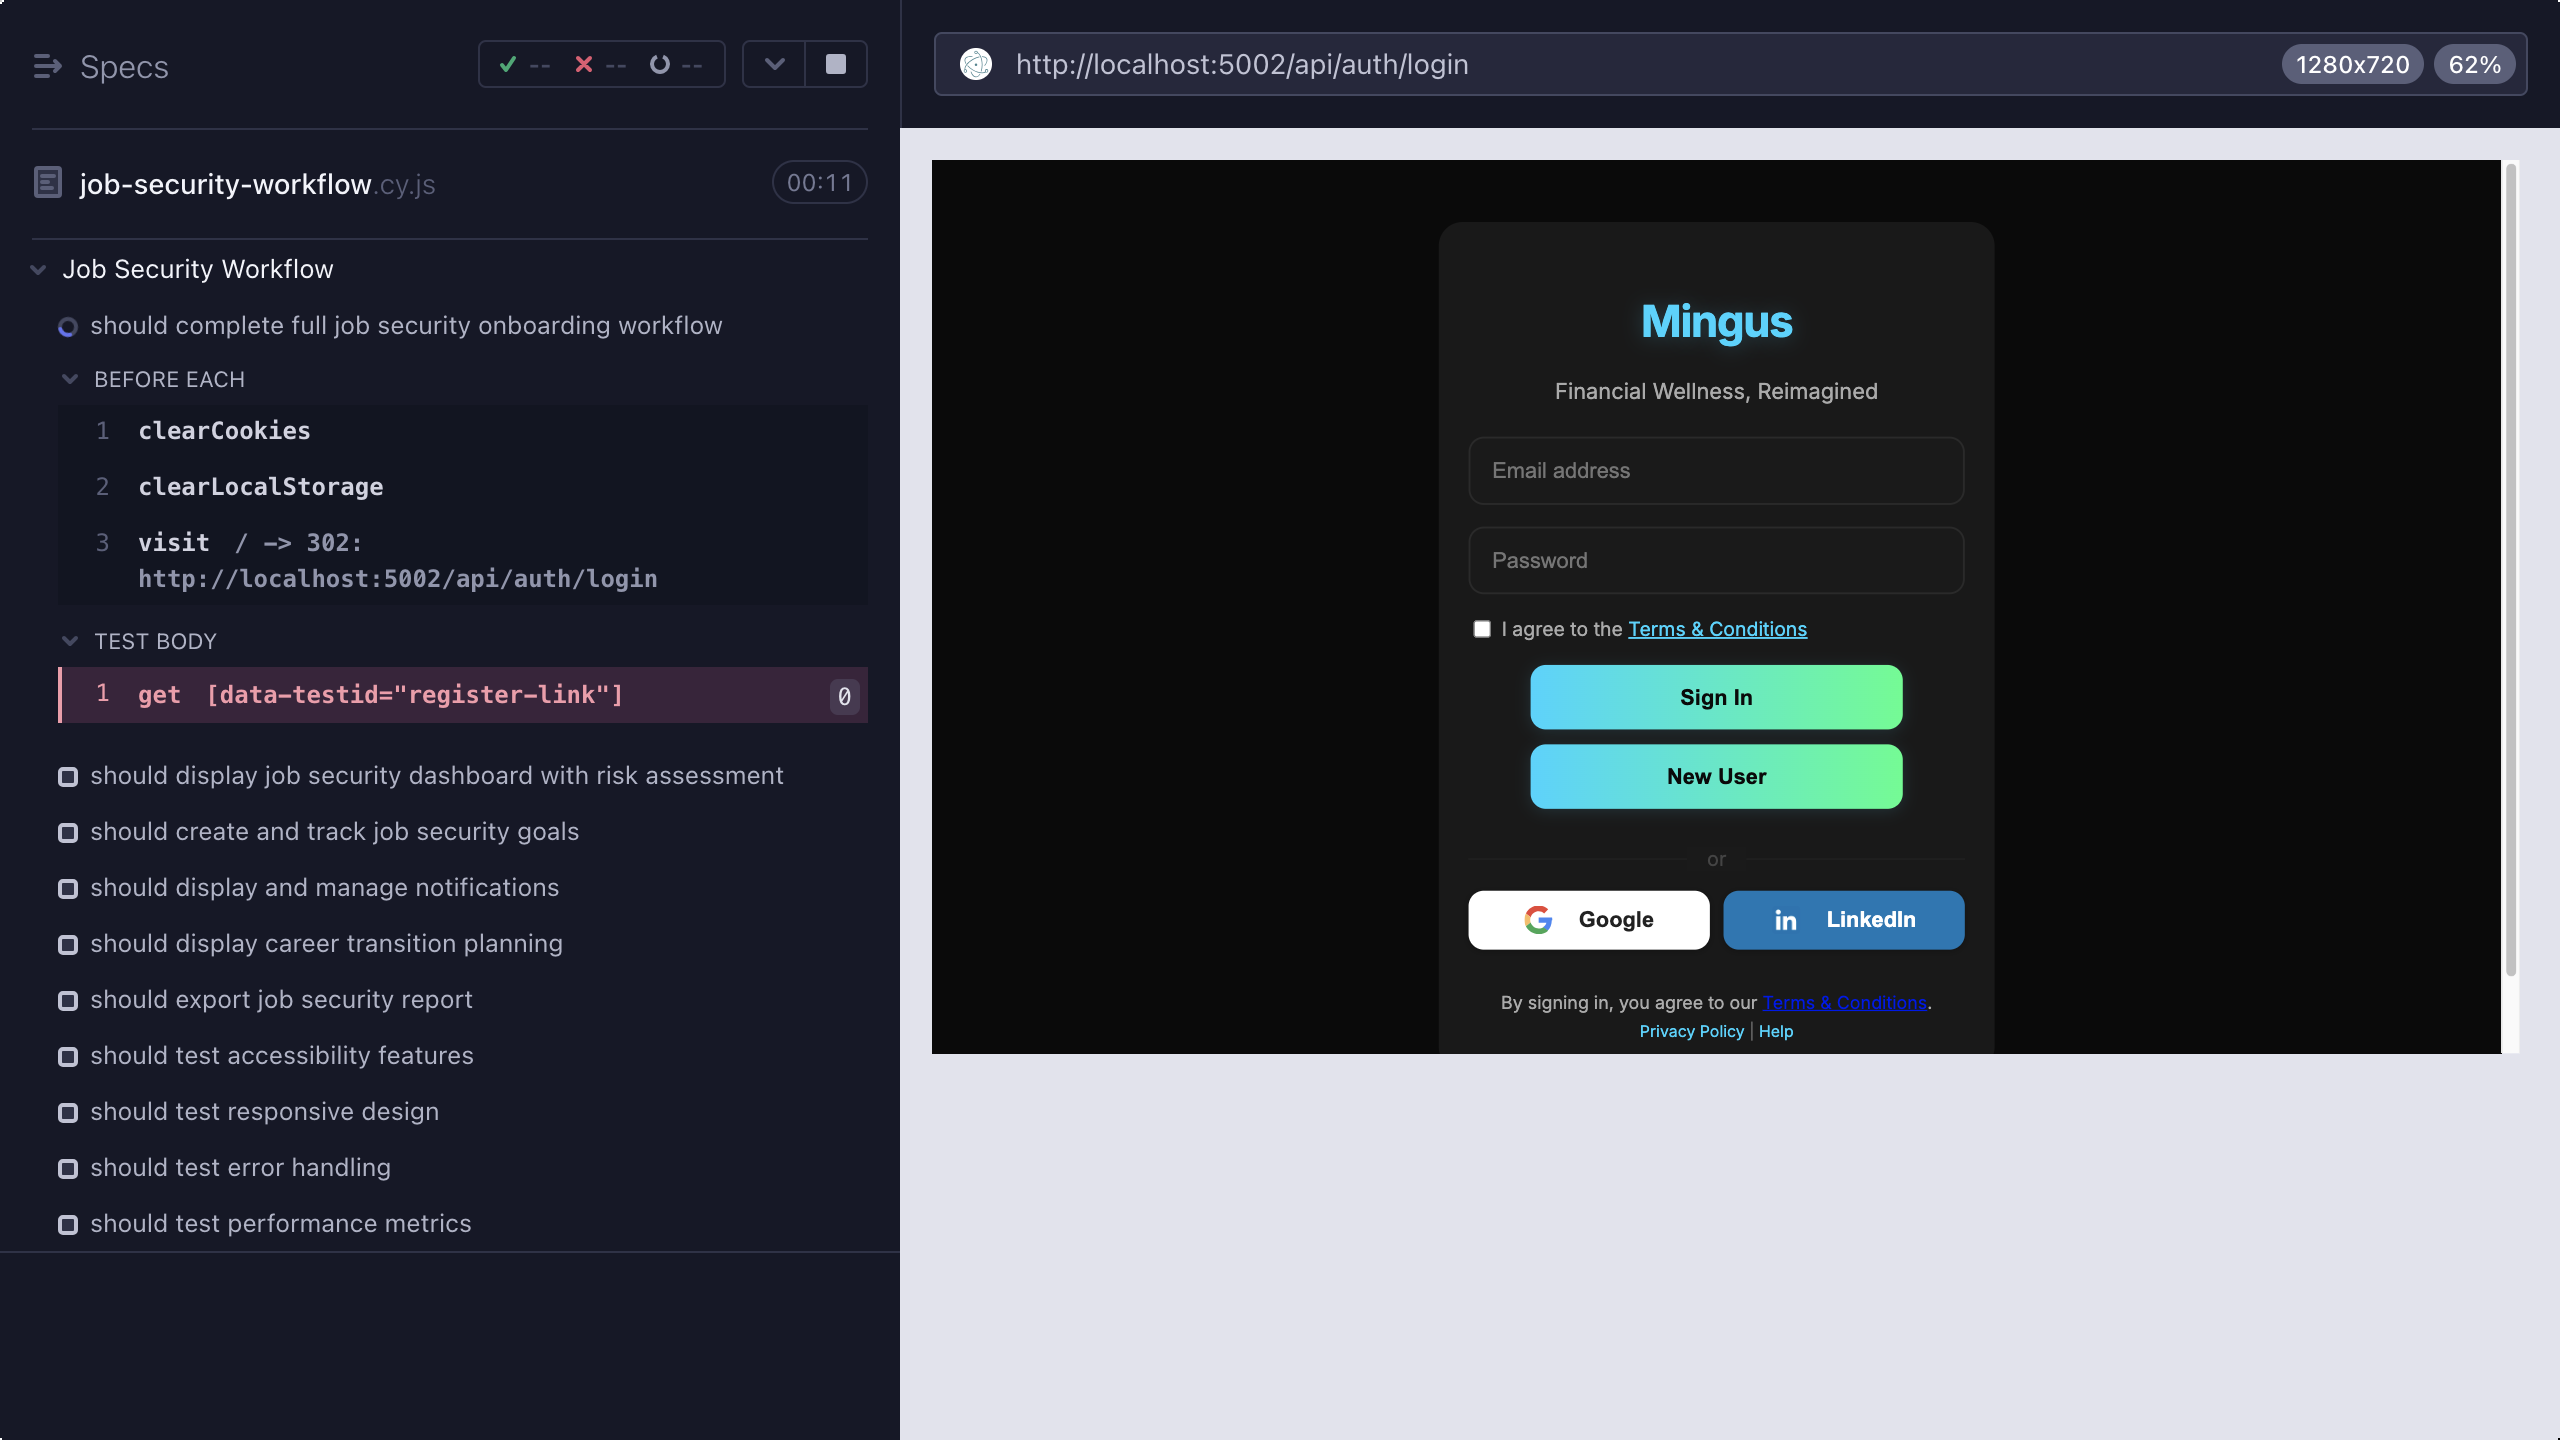 Specs
-- -- --
job-security-workflow.cy.js
00:11
Job Security Workflow
should complete full job security onboarding workflow
BEFORE EACH
1 clearCookies
2 clearLocalStorage
3 visit / -> 302:
http://localhost:5002/api/auth/login
TEST BODY
1 get [data-testid="register-link"] 0
should display job security dashboard with risk assessment
should create and track job security goals
should display and manage notifications
should display career transition planning
should export job security report
should test accessibility features
should test responsive design
should test error handling
should test performance metrics
http://localhost:5002/api/auth/login
1280x720
62%
Mingus
Financial Wellness, Reimagined
Email address
Password
I agree to the Terms & Conditions
Sign In
New User
or
Google
in LinkedIn
By signing in, you agree to our Terms & Conditions.
Privacy Policy | Help